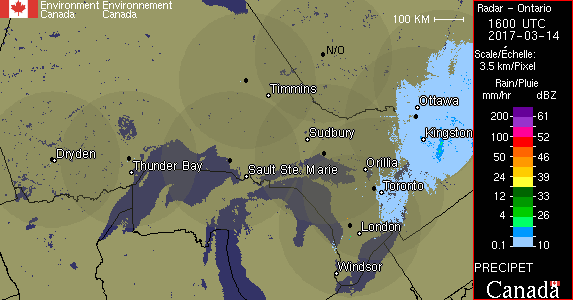 Environment Environnement
Canada Canada
Radar - Ontario
1600 UTC
2017-03-14
100 KM
N/O
Scale/Échelle:
3.5 km/Pixel
Timmins
Rain/Pluie
mm/hr dBZ
Ottawa
200 61
Sudbury
Kingston
100 52
Dryden
50 46
Thunder Bay
Sault Ste. Marie
Orillia
24 39
Toronto
12 33
4 26
London
0.1 10
Windsor
PRECIPET
Canada